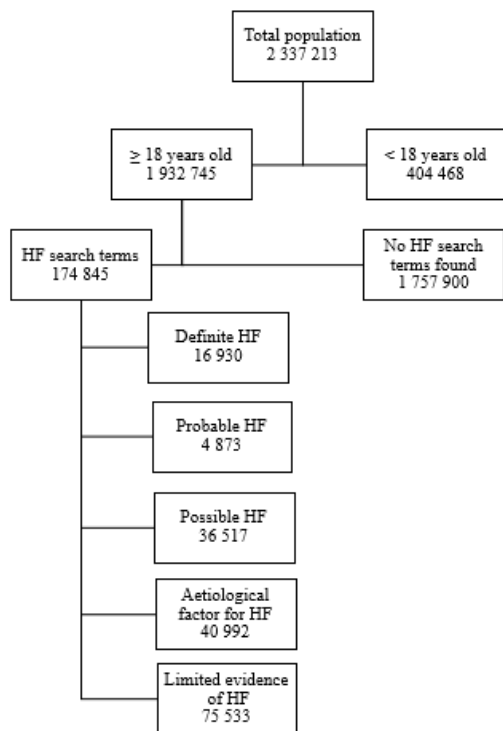 Total population
2 337 213
≥ 18 years old
1 932 745
< 18 years old
404 468
HF search terms
174 845
No HF search
terms found
1 757 900
Definite HF
16 930
Probable HF
4 873
Possible HF
36 517
Aetiological
factor for HF
40 992
Limited evidence
of HF
75 533